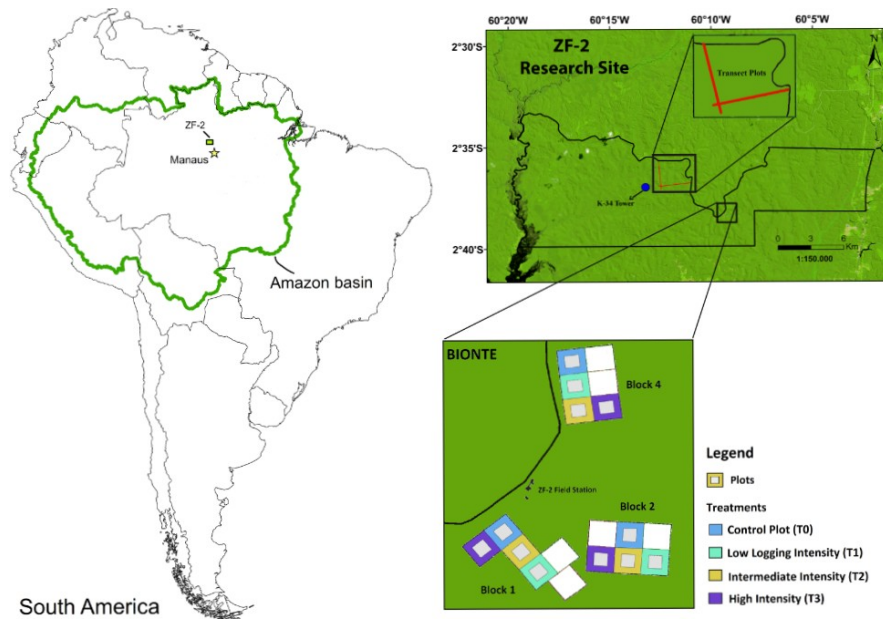 ZF-2
Manaus
Amazon basin
South America
60°20'W
60°15'W
60°10'W
60°5'W
2°30'S
2°35'S
2°40'S
ZF-2
Research Site
Transect Plots
N
K-34 Tower
0
3
6
Km
1:150.000
BIONTE
Block 4
ZF-2 Field Station
Block 2
Block 1
Legend
Plots
Treatments
Control Plot (T0)
Low Logging Intensity (T1)
Intermediate Intensity (T2)
High Intensity (T3)